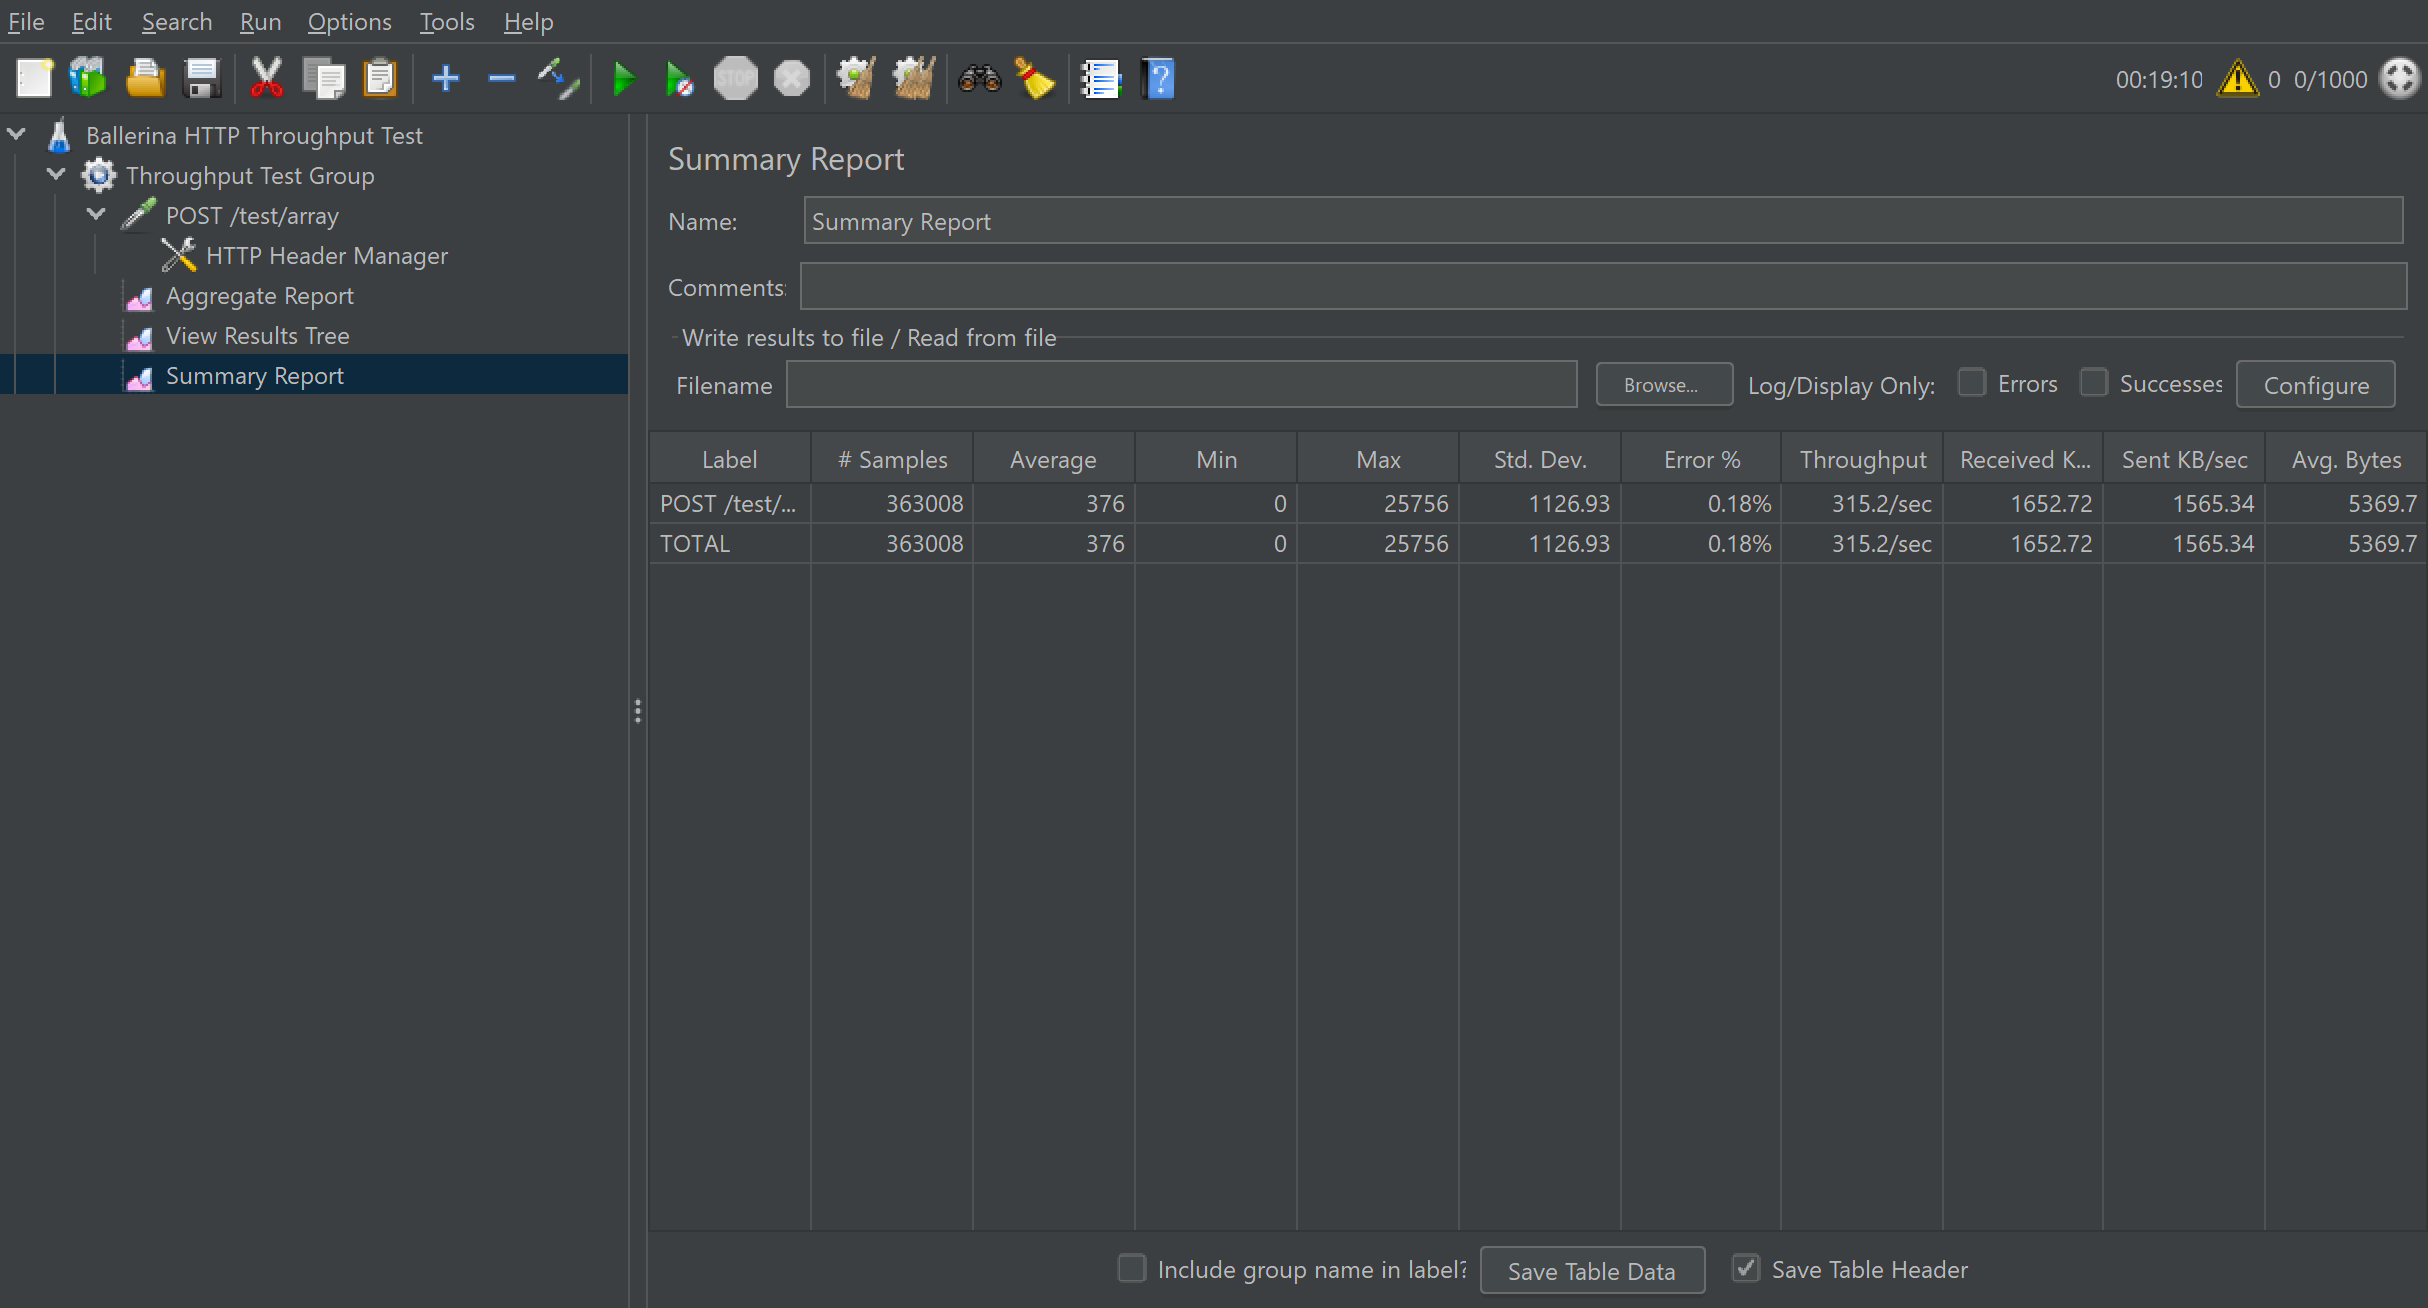 File Edit Search Run Options Tools Help
STOP
00:19:10 0 0/1000
Ballerina HTTP Throughput Test
Throughput Test Group
POST /test/array
HTTP Header Manager
Aggregate Report
View Results Tree
Summary Report
Summary Report
Name: Summary Report
Comments:
Write results to file / Read from file
Filename Browse... Log/Display Only: Errors Successes Configure
Label # Samples Average Min Max Std. Dev. Error % Throughput Received K... Sent KB/sec Avg. Bytes
POST /test/... 363008 376 0 25756 1126.93 0.18% 315.2/sec 1652.72 1565.34 5369.7
TOTAL 363008 376 0 25756 1126.93 0.18% 315.2/sec 1652.72 1565.34 5369.7
Include group name in label? Save Table Data Save Table Header